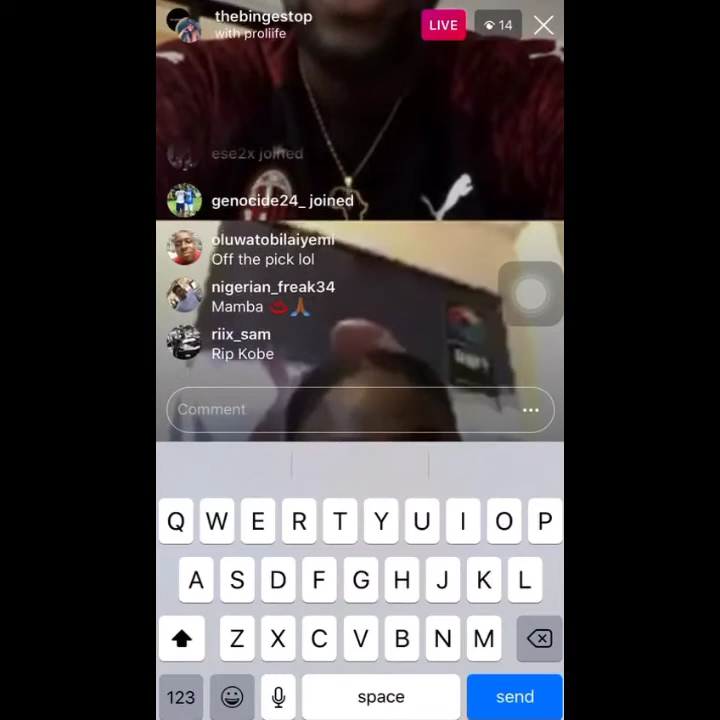 thebingestop
with proliife
LIVE
14
ese2x joined
genocide24_ joined
oluwatobilaiyemi
Off the pick lol
nigerian_freak34
Mamba
riix_sam
Rip Kobe
Comment
Q W E R T Y U I O P
A S D F G H J K L
Z X C V B N M
123
space
send